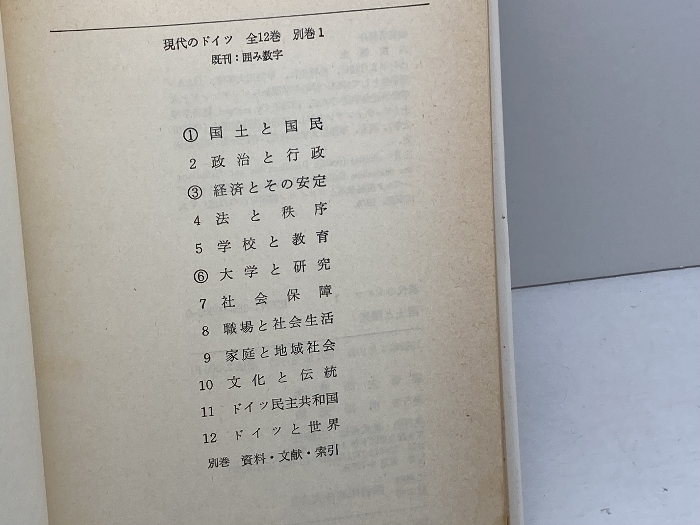 現代のドイツ 全12巻 別巻1
既刊：囲み数字
① 国土と国民
2 政治と行政
③ 経済とその安定
4 法と秩序
5 学校と教育
⑥ 大学と研究
7 社会保障
8 職場と社会生活
9 家庭と地域社会
10 文化と伝統
11 ドイツ民主共和国
12 ドイツと世界
別巻 資料・文献・索引